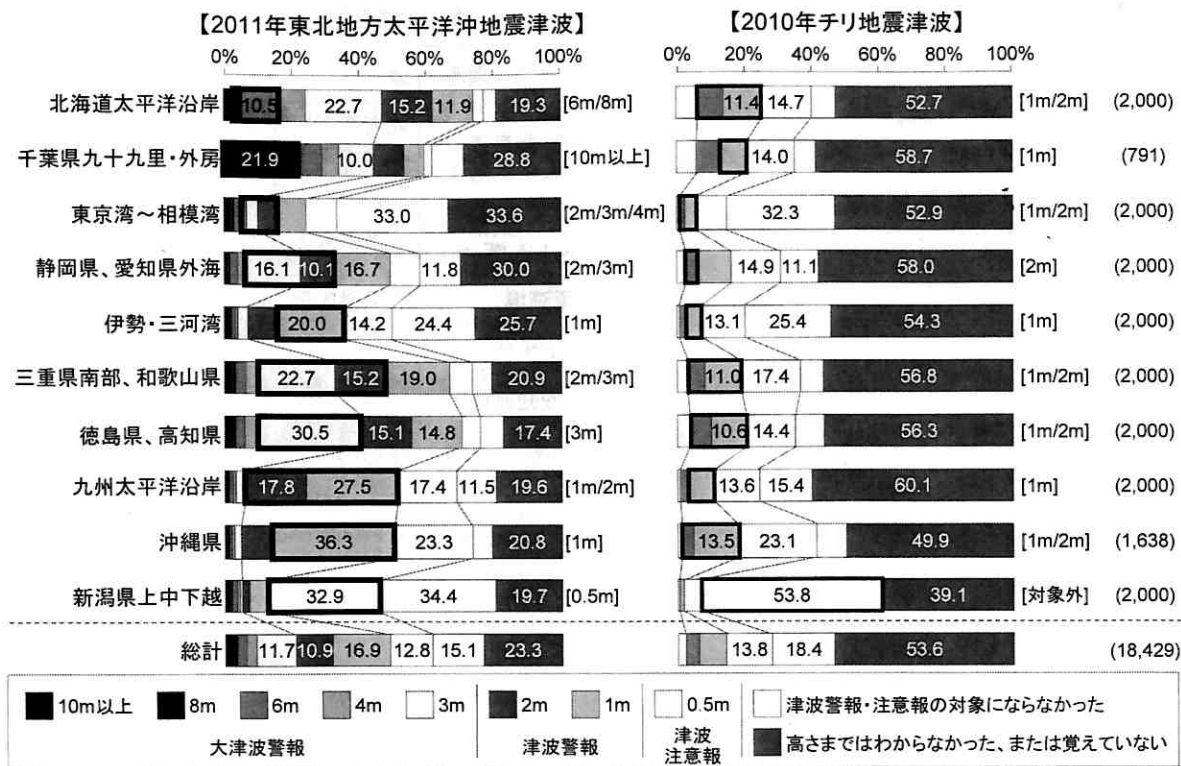 【2011年東北地方太平洋沖地震津波】 【2010年チリ地震津波】
0% 20% 40% 60% 80% 100% 0% 20% 40% 60% 80% 100%
北海道太平洋沿岸 10.5 22.7 15.2 11.9 19.3 [6m/8m] 11.4 14.7 52.7 [1m/2m] (2,000)
千葉県九十九里・外房 21.9 10.0 28.8 [10m以上] 14.0 58.7 [1m] (791)
東京湾～相模湾 33.0 33.6 [2m/3m/4m] 32.3 52.9 [1m/2m] (2,000)
静岡県、愛知県外海 16.1 10.1 16.7 11.8 30.0 [2m/3m] 14.9 11.1 58.0 [2m] (2,000)
伊勢・三河湾 20.0 14.2 24.4 25.7 [1m] 13.1 25.4 54.3 [1m] (2,000)
三重県南部、和歌山県 22.7 15.2 19.0 20.9 [2m/3m] 11.0 17.4 56.8 [1m/2m] (2,000)
徳島県、高知県 30.5 15.1 14.8 17.4 [3m] 10.6 14.4 56.3 [1m/2m] (2,000)
九州太平洋沿岸 17.8 27.5 17.4 11.5 19.6 [1m/2m] 13.6 15.4 60.1 [1m] (2,000)
沖縄県 36.3 23.3 20.8 [1m] 13.5 23.1 49.9 [1m/2m] (1,638)
新潟県上中下越 32.9 34.4 19.7 [0.5m] 53.8 39.1 [対象外] (2,000)
総計 11.7 10.9 16.9 12.8 15.1 23.3 13.8 18.4 53.6 (18,429)
10m以上 8m 6m 4m 3m 2m 1m 0.5m 津波警報・注意報の対象にならなかった
大津波警報 津波警報 津波
注意報 高さまではわからなかった、または覚えていない